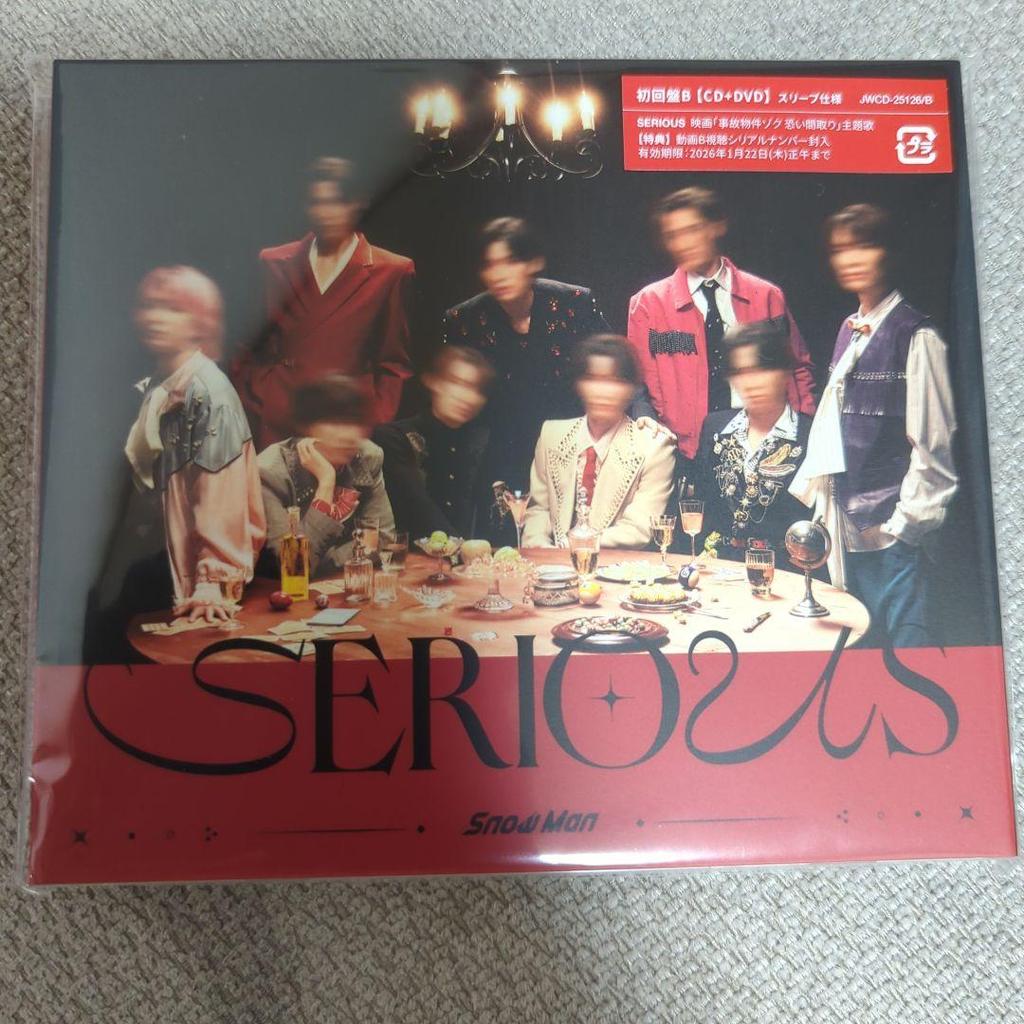 初回盤B【CD+DVD】スリーブ仕様 JWCD-25126/B
SERIOUS 映画「事故物件ゾク 恐い間取り」主題歌
【特典】動画B視聴シリアルナンバー封入
有効期限:2026年1月22日(木)正午まで
プラ
SERIOUS
Snow Man